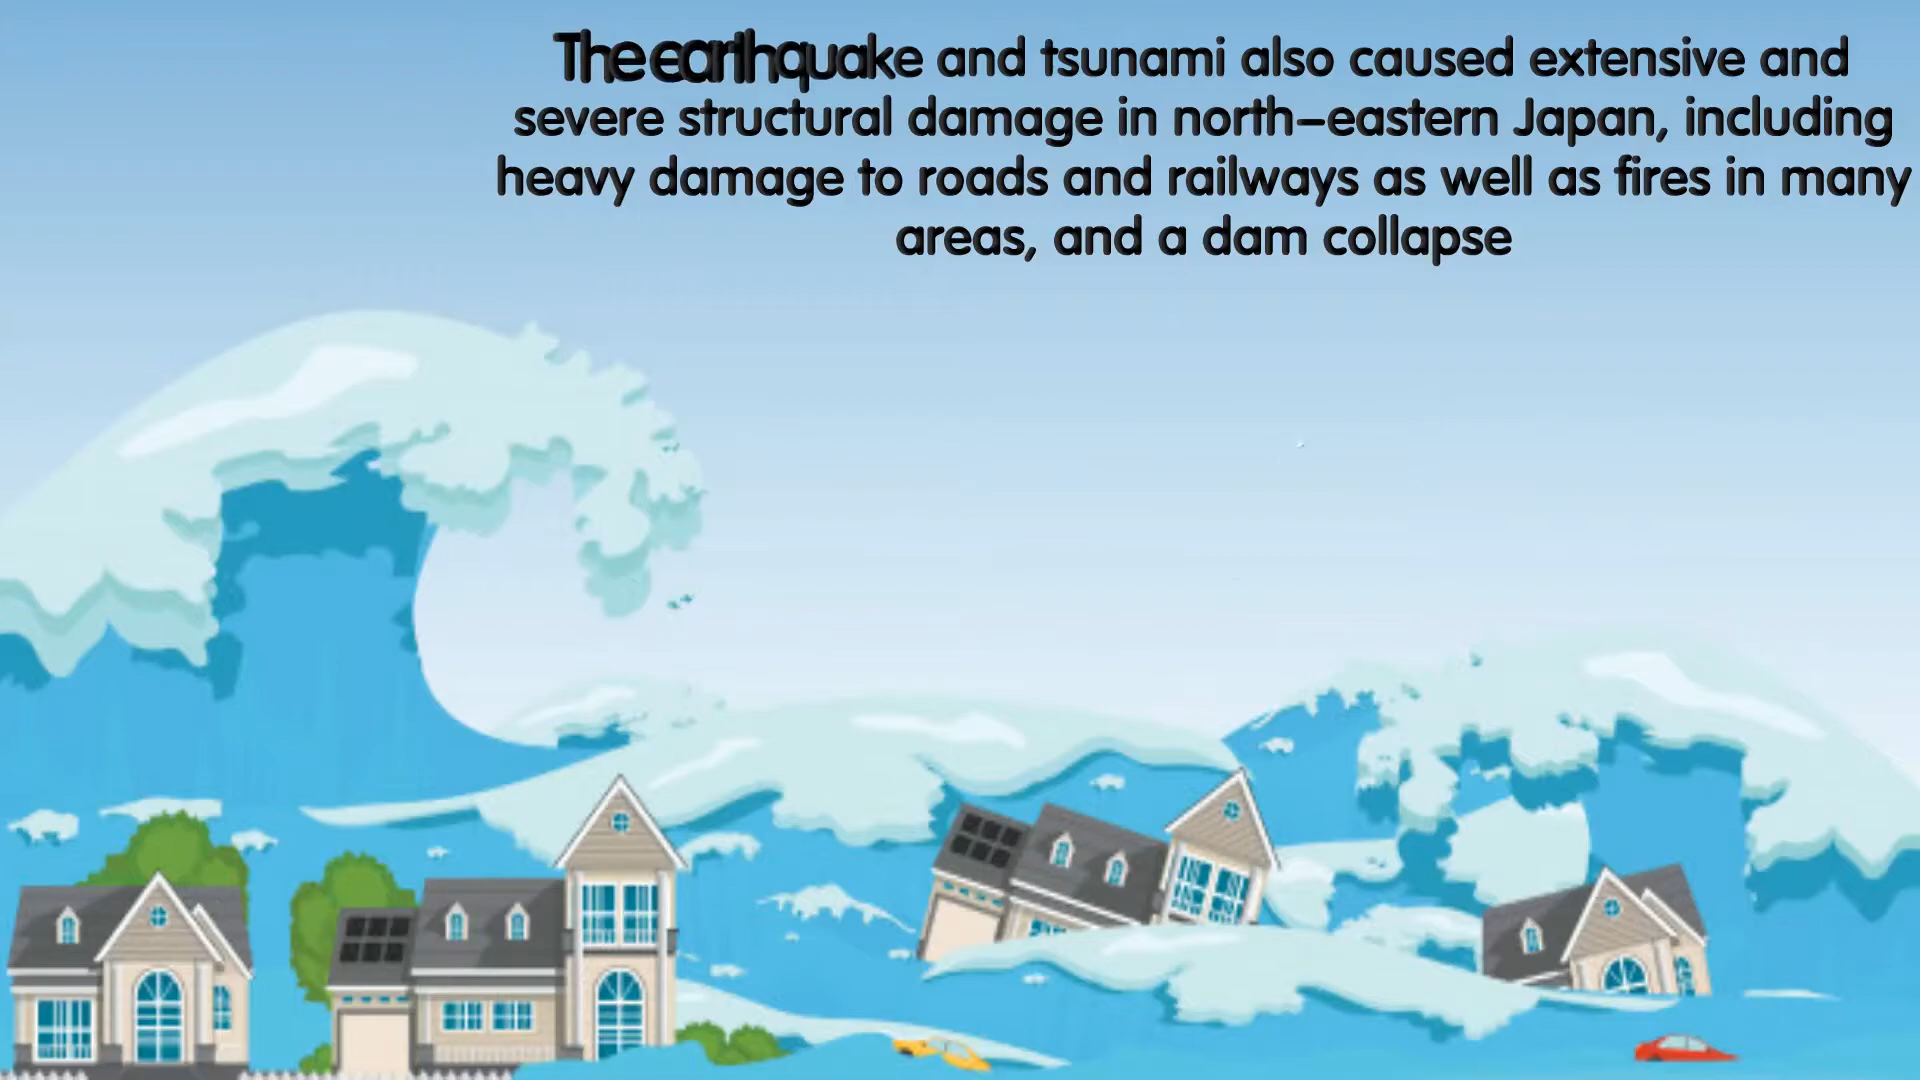 The earthquake and tsunami also caused extensive and
severe structural damage in north-eastern Japan, including
heavy damage to roads and railways as well as fires in many
areas, and a dam collapse